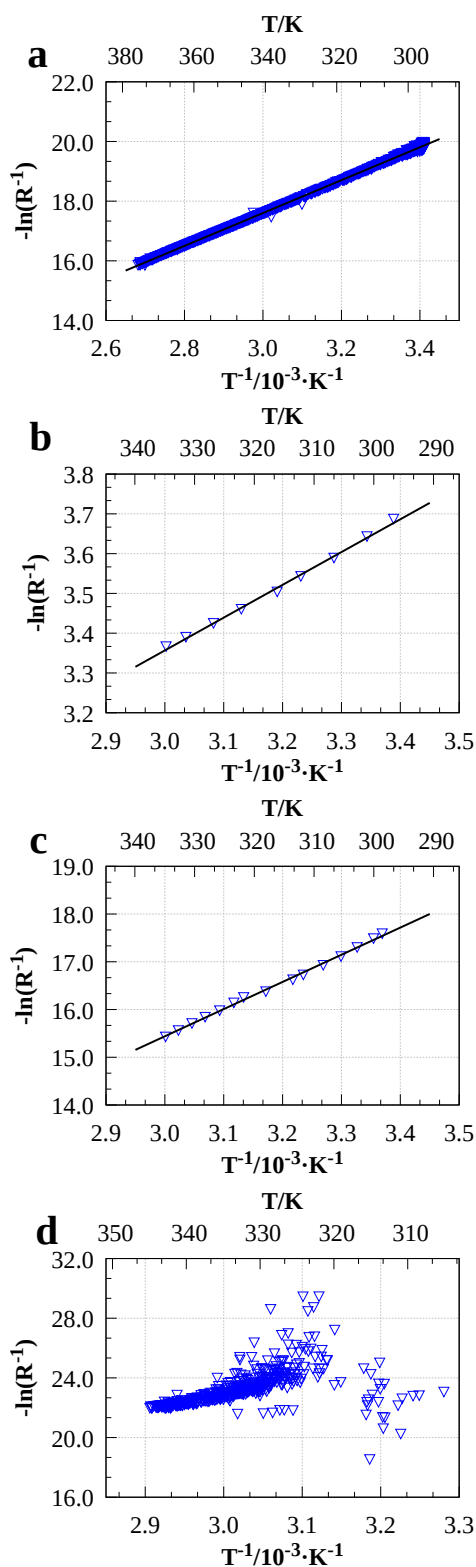 T/K
a
380 360 340 320 300
22.0
20.0
18.0
16.0
14.0
-ln(R⁻¹)
2.6 2.8 3.0 3.2 3.4
T⁻¹/10⁻³·K⁻¹
T/K
b
340 330 320 310 300 290
3.8
3.7
3.6
3.5
3.4
3.3
3.2
-ln(R⁻¹)
2.9 3.0 3.1 3.2 3.3 3.4 3.5
T⁻¹/10⁻³·K⁻¹
T/K
c
340 330 320 310 300 290
19.0
18.0
17.0
16.0
15.0
14.0
-ln(R⁻¹)
2.9 3.0 3.1 3.2 3.3 3.4 3.5
T⁻¹/10⁻³·K⁻¹
T/K
d
350 340 330 320 310
32.0
28.0
24.0
20.0
16.0
-ln(R⁻¹)
2.9 3.0 3.1 3.2 3.3
T⁻¹/10⁻³·K⁻¹